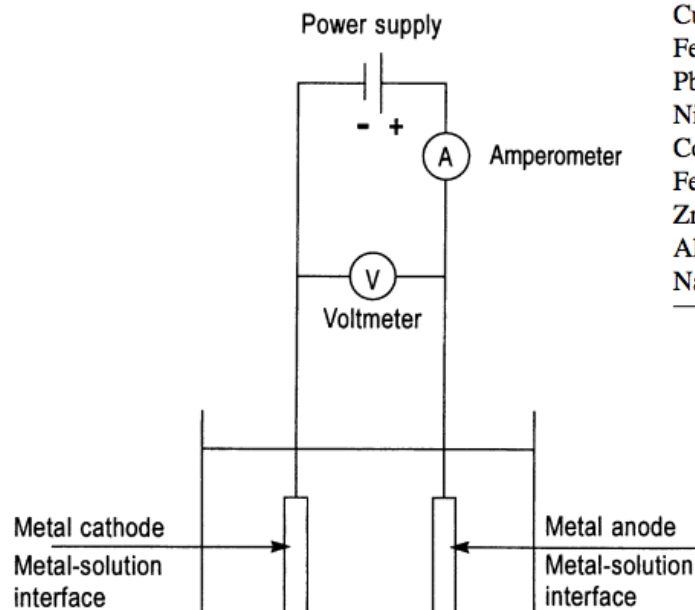 Power supply
- +
A
Amperometer
V
Voltmeter
Metal cathode
Metal-solution
interface
Metal anode
Metal-solution
interface
Cu
Fe
Pb
Ni
Co
Fe
Zn
Al
Na